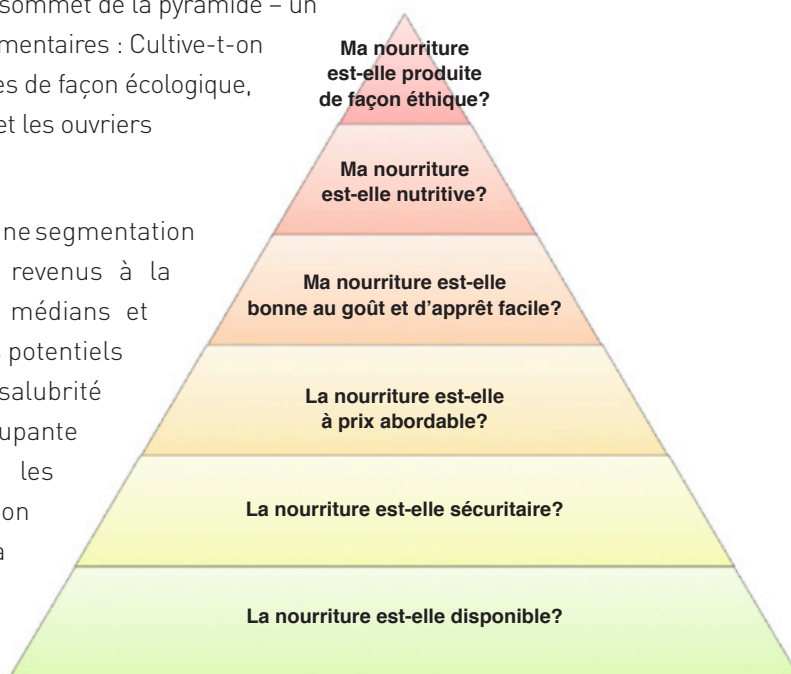 sommet de la pyramide – un
mentaires : Cultive-t-on
es de façon écologique,
et les ouvriers
ne segmentation
revenus à la
médians et
potentiels
salubrité
upante
les
on
a
Ma nourriture
est-elle produite
de façon éthique?
Ma nourriture
est-elle nutritive?
Ma nourriture est-elle
bonne au goût et d’apprêt facile?
La nourriture est-elle
à prix abordable?
La nourriture est-elle sécuritaire?
La nourriture est-elle disponible?